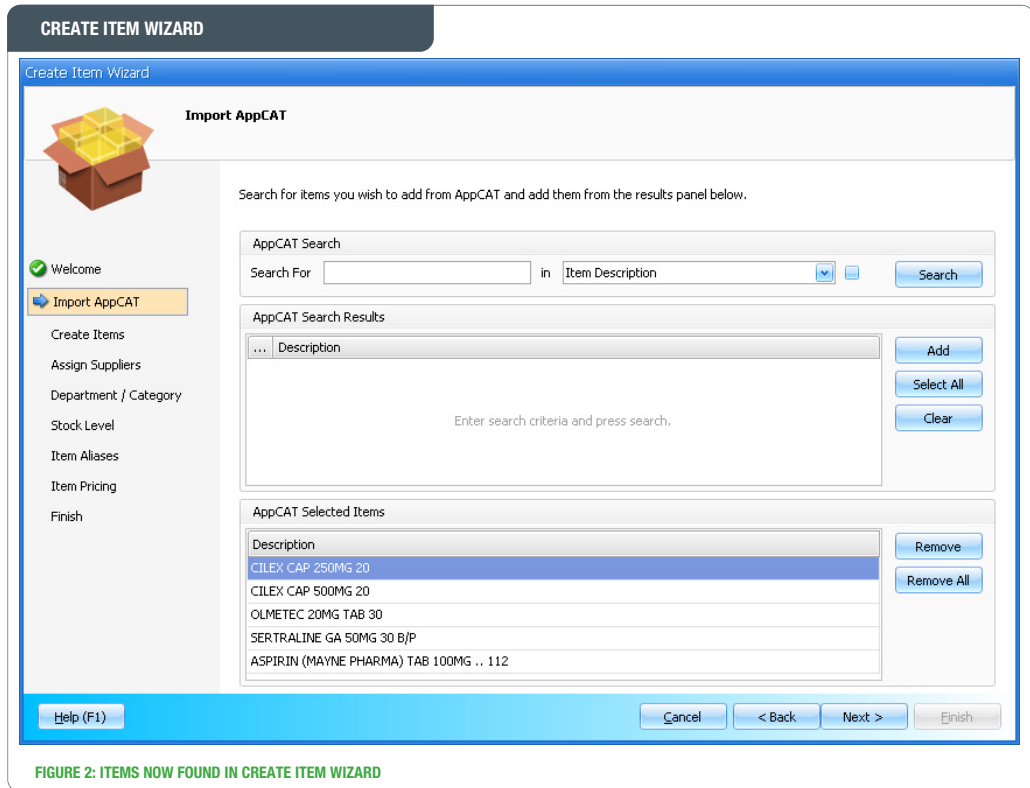 CREATE ITEM WIZARD
Create Item Wizard
Import AppCAT
Search for items you wish to add from AppCAT and add them from the results panel below.
Welcome
Import AppCAT
Create Items
Assign Suppliers
Department / Category
Stock Level
Item Aliases
Item Pricing
Finish
AppCAT Search
Search For in Item Description Search
AppCAT Search Results
... Description
Enter search criteria and press search.
Add
Select All
Clear
AppCAT Selected Items
Description
CILEX CAP 250MG 20
CILEX CAP 500MG 20
OLMETEC 20MG TAB 30
SERTRALINE GA 50MG 30 B/P
ASPIRIN (MAYNE PHARMA) TAB 100MG .. 112
Remove
Remove All
Help (F1) Cancel < Back Next > Finish
FIGURE 2: ITEMS NOW FOUND IN CREATE ITEM WIZARD